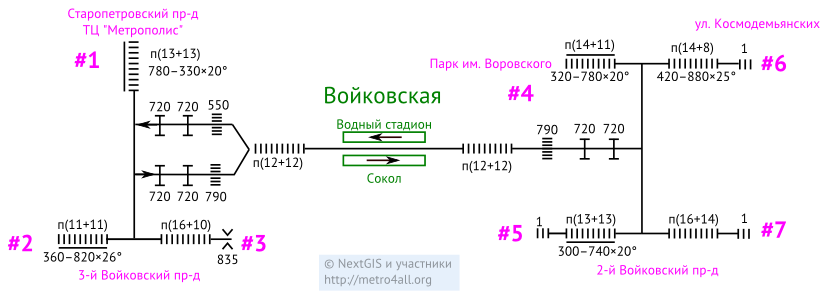 Старопетровский пр-д
ТЦ "Метрополис"
#1
п(13+13)
780–330×20°
720
720
550
720
720
790
п(12+12)
#2
п(11+11)
360–820×26°
п(16+10)
#3
835
3-й Войковский пр-д
Войковская
Водный стадион
Сокол
п(12+12)
790
720
720
ул. Космодемьянских
Парк им. Воровского
п(14+11)
320–780×20°
#4
п(14+8)
420–880×25°
1
#6
#5
1
п(13+13)
300–740×20°
п(16+14)
1
#7
2-й Войковский пр-д
© NextGIS и участники
http://metro4all.org